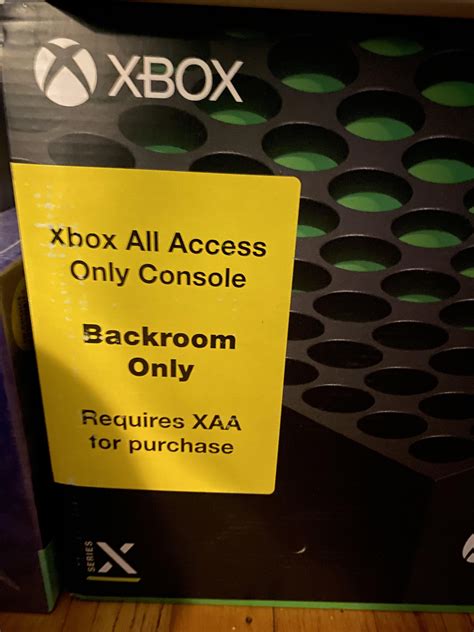 XBOX
Xbox All Access
Only Console
Backroom
Only
Requires XAA
for purchase
SERIES
X